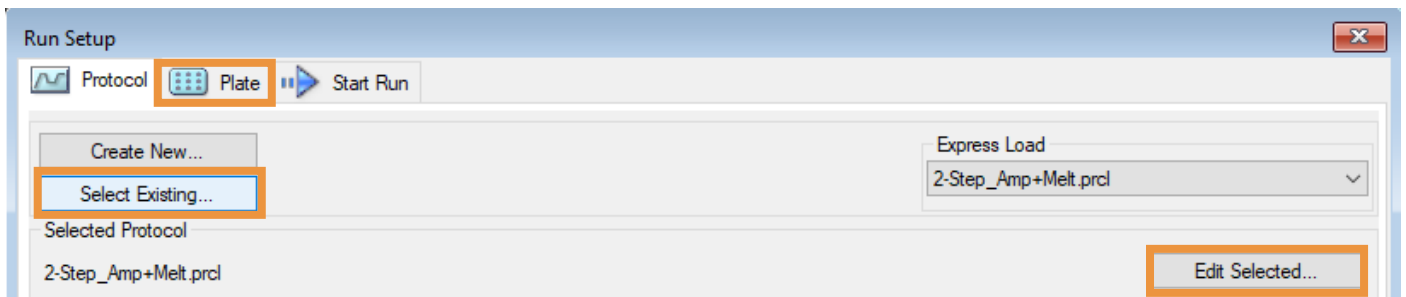 Run Setup
Protocol Plate Start Run
Create New...
Express Load
2-Step_Amp+Melt.prcl
Select Existing...
Selected Protocol
2-Step_Amp+Melt.prcl
Edit Selected...